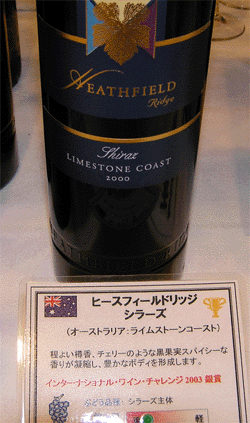 HEATHFIELD
Ridge
Shiraz
LIMESTONE COAST
2000
ヒースフィールドリッジ
シラーズ
(オーストラリア:ライムストーンコースト)
程よい樽香、チェリーのような黒果実スパイシーな
香りが凝縮し、豊かなボディを形成します。
インターナショナル・ワイン・チャレンジ 2003 銀賞
ぶどう品種: シラーズ主体
軽